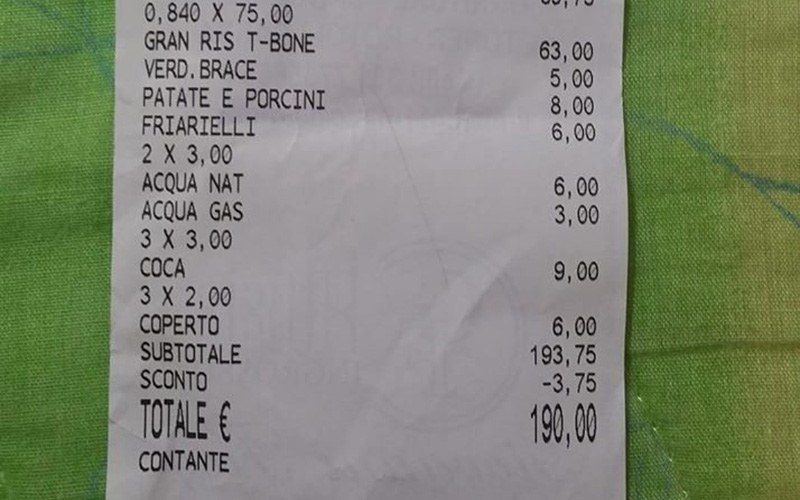 0,840 X 75,00
GRAN RIS T-BONE 63,00
VERD.BRACE 5,00
PATATE E PORCINI 8,00
FRIARIELLI 6,00
2 X 3,00
ACQUA NAT 6,00
ACQUA GAS 3,00
3 X 3,00
COCA 9,00
3 X 2,00
COPERTO 6,00
SUBTOTALE 193,75
SCONTO -3,75
TOTALE € 190,00
CONTANTE